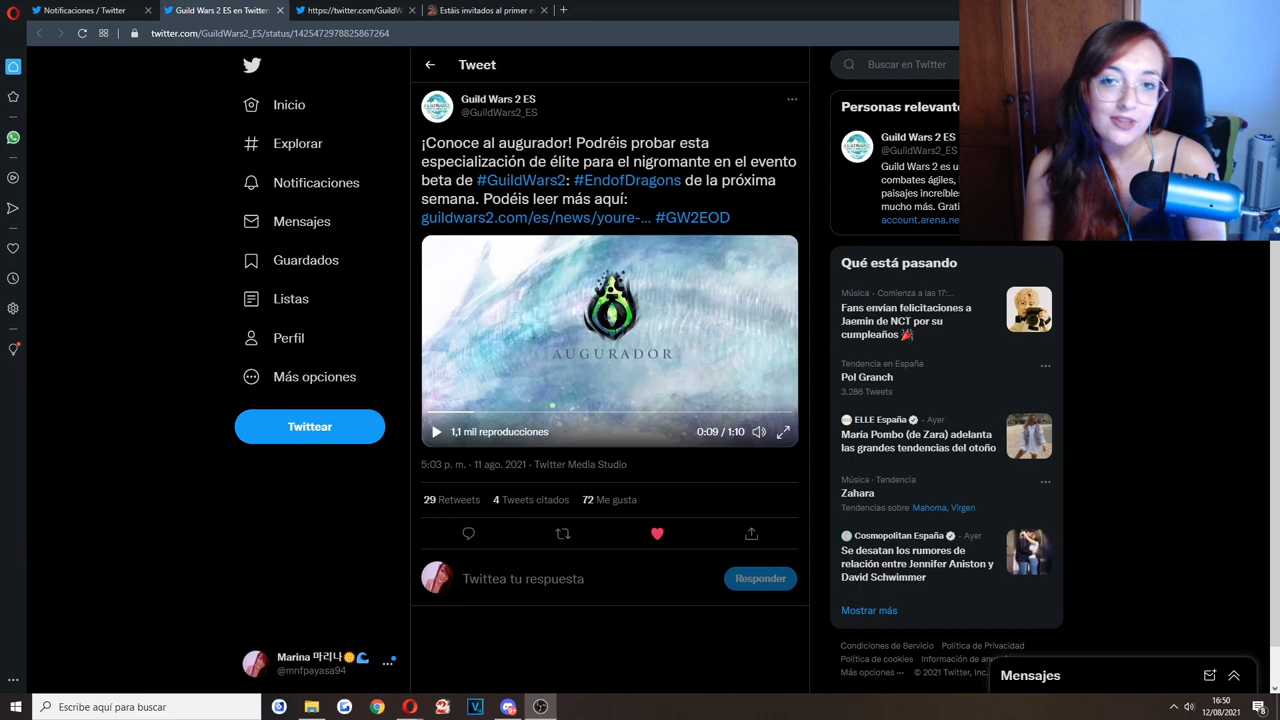 Notificaciones / Twitter
Guild Wars 2 ES en Twitter:
https://twitter.com/GuildW
Estáis invitados al primer e
twitter.com/GuildWars2_ES/status/1425472978825867264
Inicio
Explorar
Notificaciones
Mensajes
Guardados
Listas
Perfil
Más opciones
Twittear
Marina 마리나🌞🌊
@mnfpayasa94
Tweet
Guild Wars 2 ES
@GuildWars2_ES
¡Conoce al augurador! Podréis probar esta
especialización de élite para el nigromante en el evento
beta de #GuildWars2: #EndofDragons de la próxima
semana. Podéis leer más aquí:
guildwars2.com/es/news/youre-… #GW2EOD
AUGURADOR
1,1 mil reproducciones
0:09 / 1:10
5:03 p. m. · 11 ago. 2021 · Twitter Media Studio
29 Retweets 4 Tweets citados 72 Me gusta
Twittea tu respuesta
Responder
Buscar en Twitter
Personas relevante
Guild Wars 2 ES
@GuildWars2_ES
Guild Wars 2 es u
combates ágiles,
paisajes increíbles
mucho más. Grati
account.arena.ne
Qué está pasando
Música · Comienza a las 17:...
Fans envían felicitaciones a
Jaemin de NCT por su
cumpleaños 🎉
Tendencia en España
Pol Granch
3.286 Tweets
ELLE España · Ayer
María Pombo (de Zara) adelanta
las grandes tendencias del otoño
Música · Tendencia
Zahara
Tendencias sobre Mahoma, Virgen
Cosmopolitan España · Ayer
Se desatan los rumores de
relación entre Jennifer Aniston y
David Schwimmer
Mostrar más
Condiciones de Servicio Política de Privacidad
Política de cookies Información de anu
Más opciones ··· © 2021 Twitter, Inc.
Mensajes
Escribe aquí para buscar
16:50
12/08/2021
8